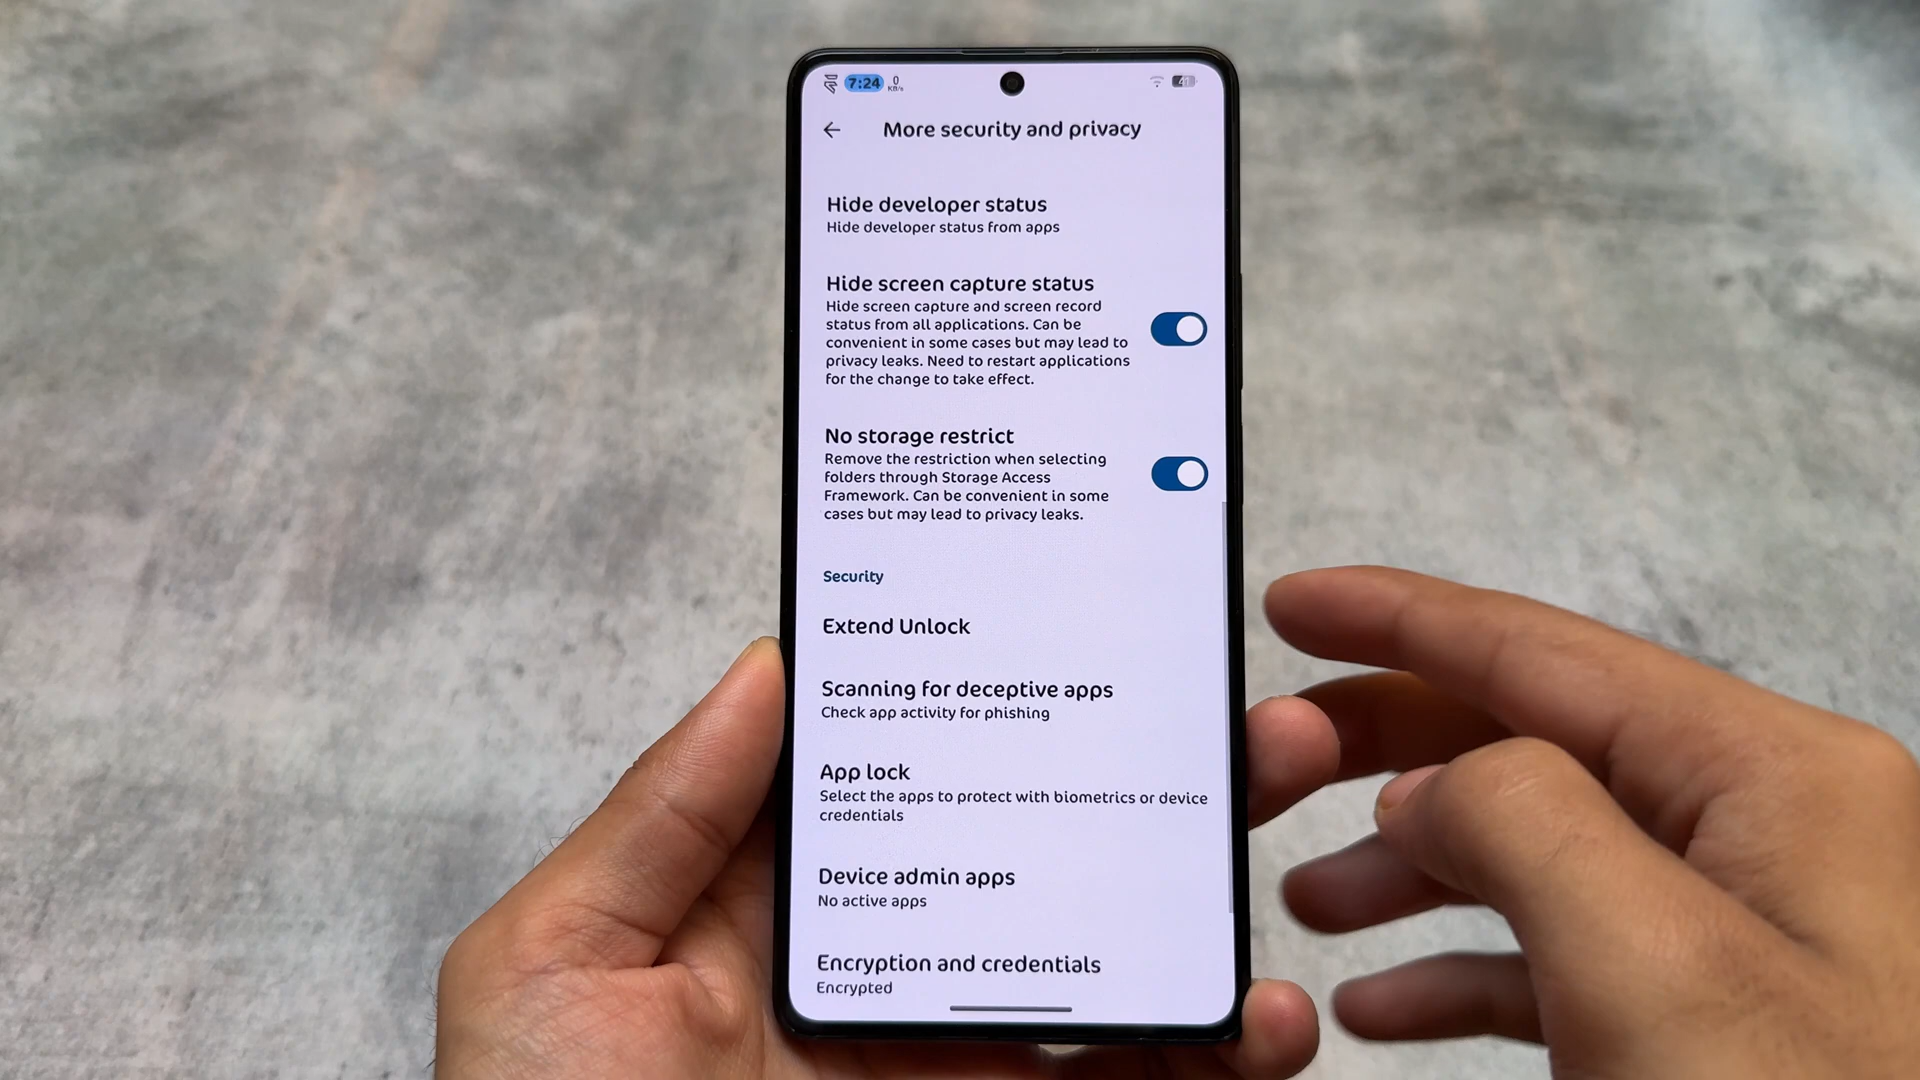 7:24 0
KB/s
41
More security and privacy
Hide developer status
Hide developer status from apps
Hide screen capture status
Hide screen capture and screen record
status from all applications. Can be
convenient in some cases but may lead to
privacy leaks. Need to restart applications
for the change to take effect.
No storage restrict
Remove the restriction when selecting
folders through Storage Access
Framework. Can be convenient in some
cases but may lead to privacy leaks.
Security
Extend Unlock
Scanning for deceptive apps
Check app activity for phishing
App lock
Select the apps to protect with biometrics or device
credentials
Device admin apps
No active apps
Encryption and credentials
Encrypted